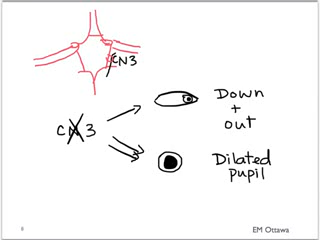 CN3
CN3
Down
+
out
Dilated
pupil
8
EM Ottawa